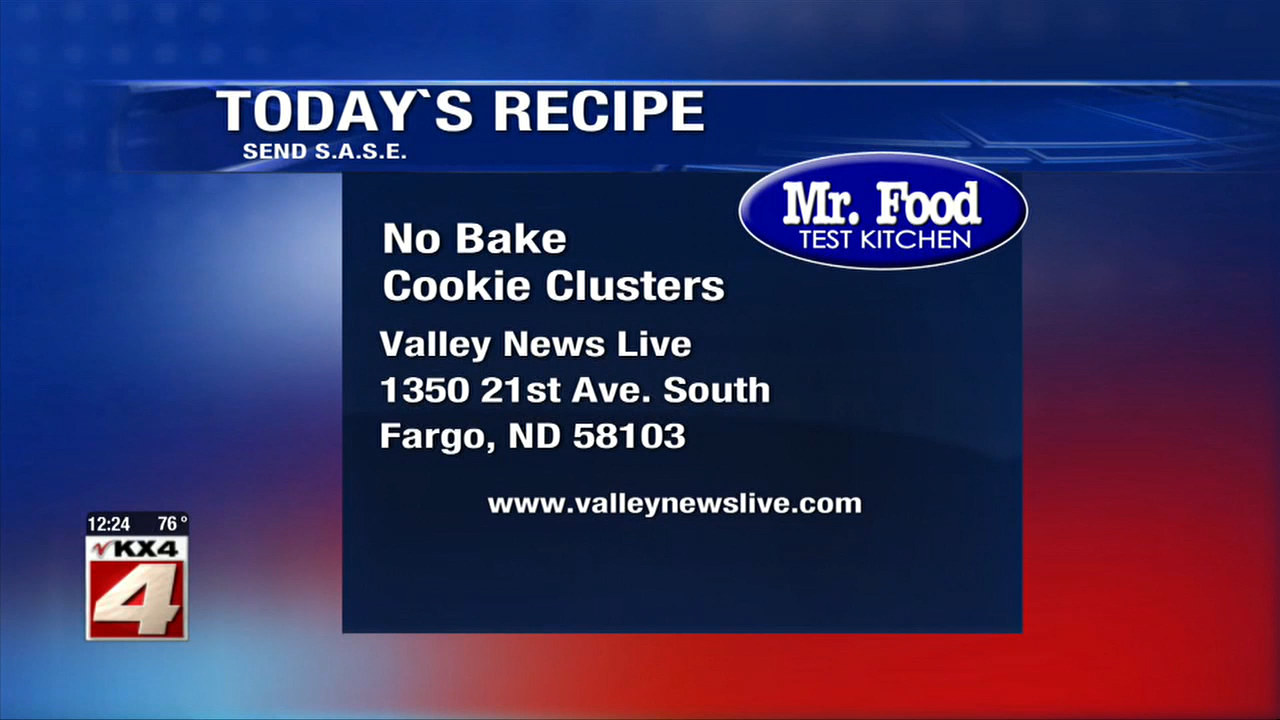 TODAY`S RECIPE
SEND S.A.S.E.
Mr. Food
TEST KITCHEN
No Bake
Cookie Clusters
Valley News Live
1350 21st Ave. South
Fargo, ND 58103
www.valleynewslive.com
12:24 76°
KX4
4